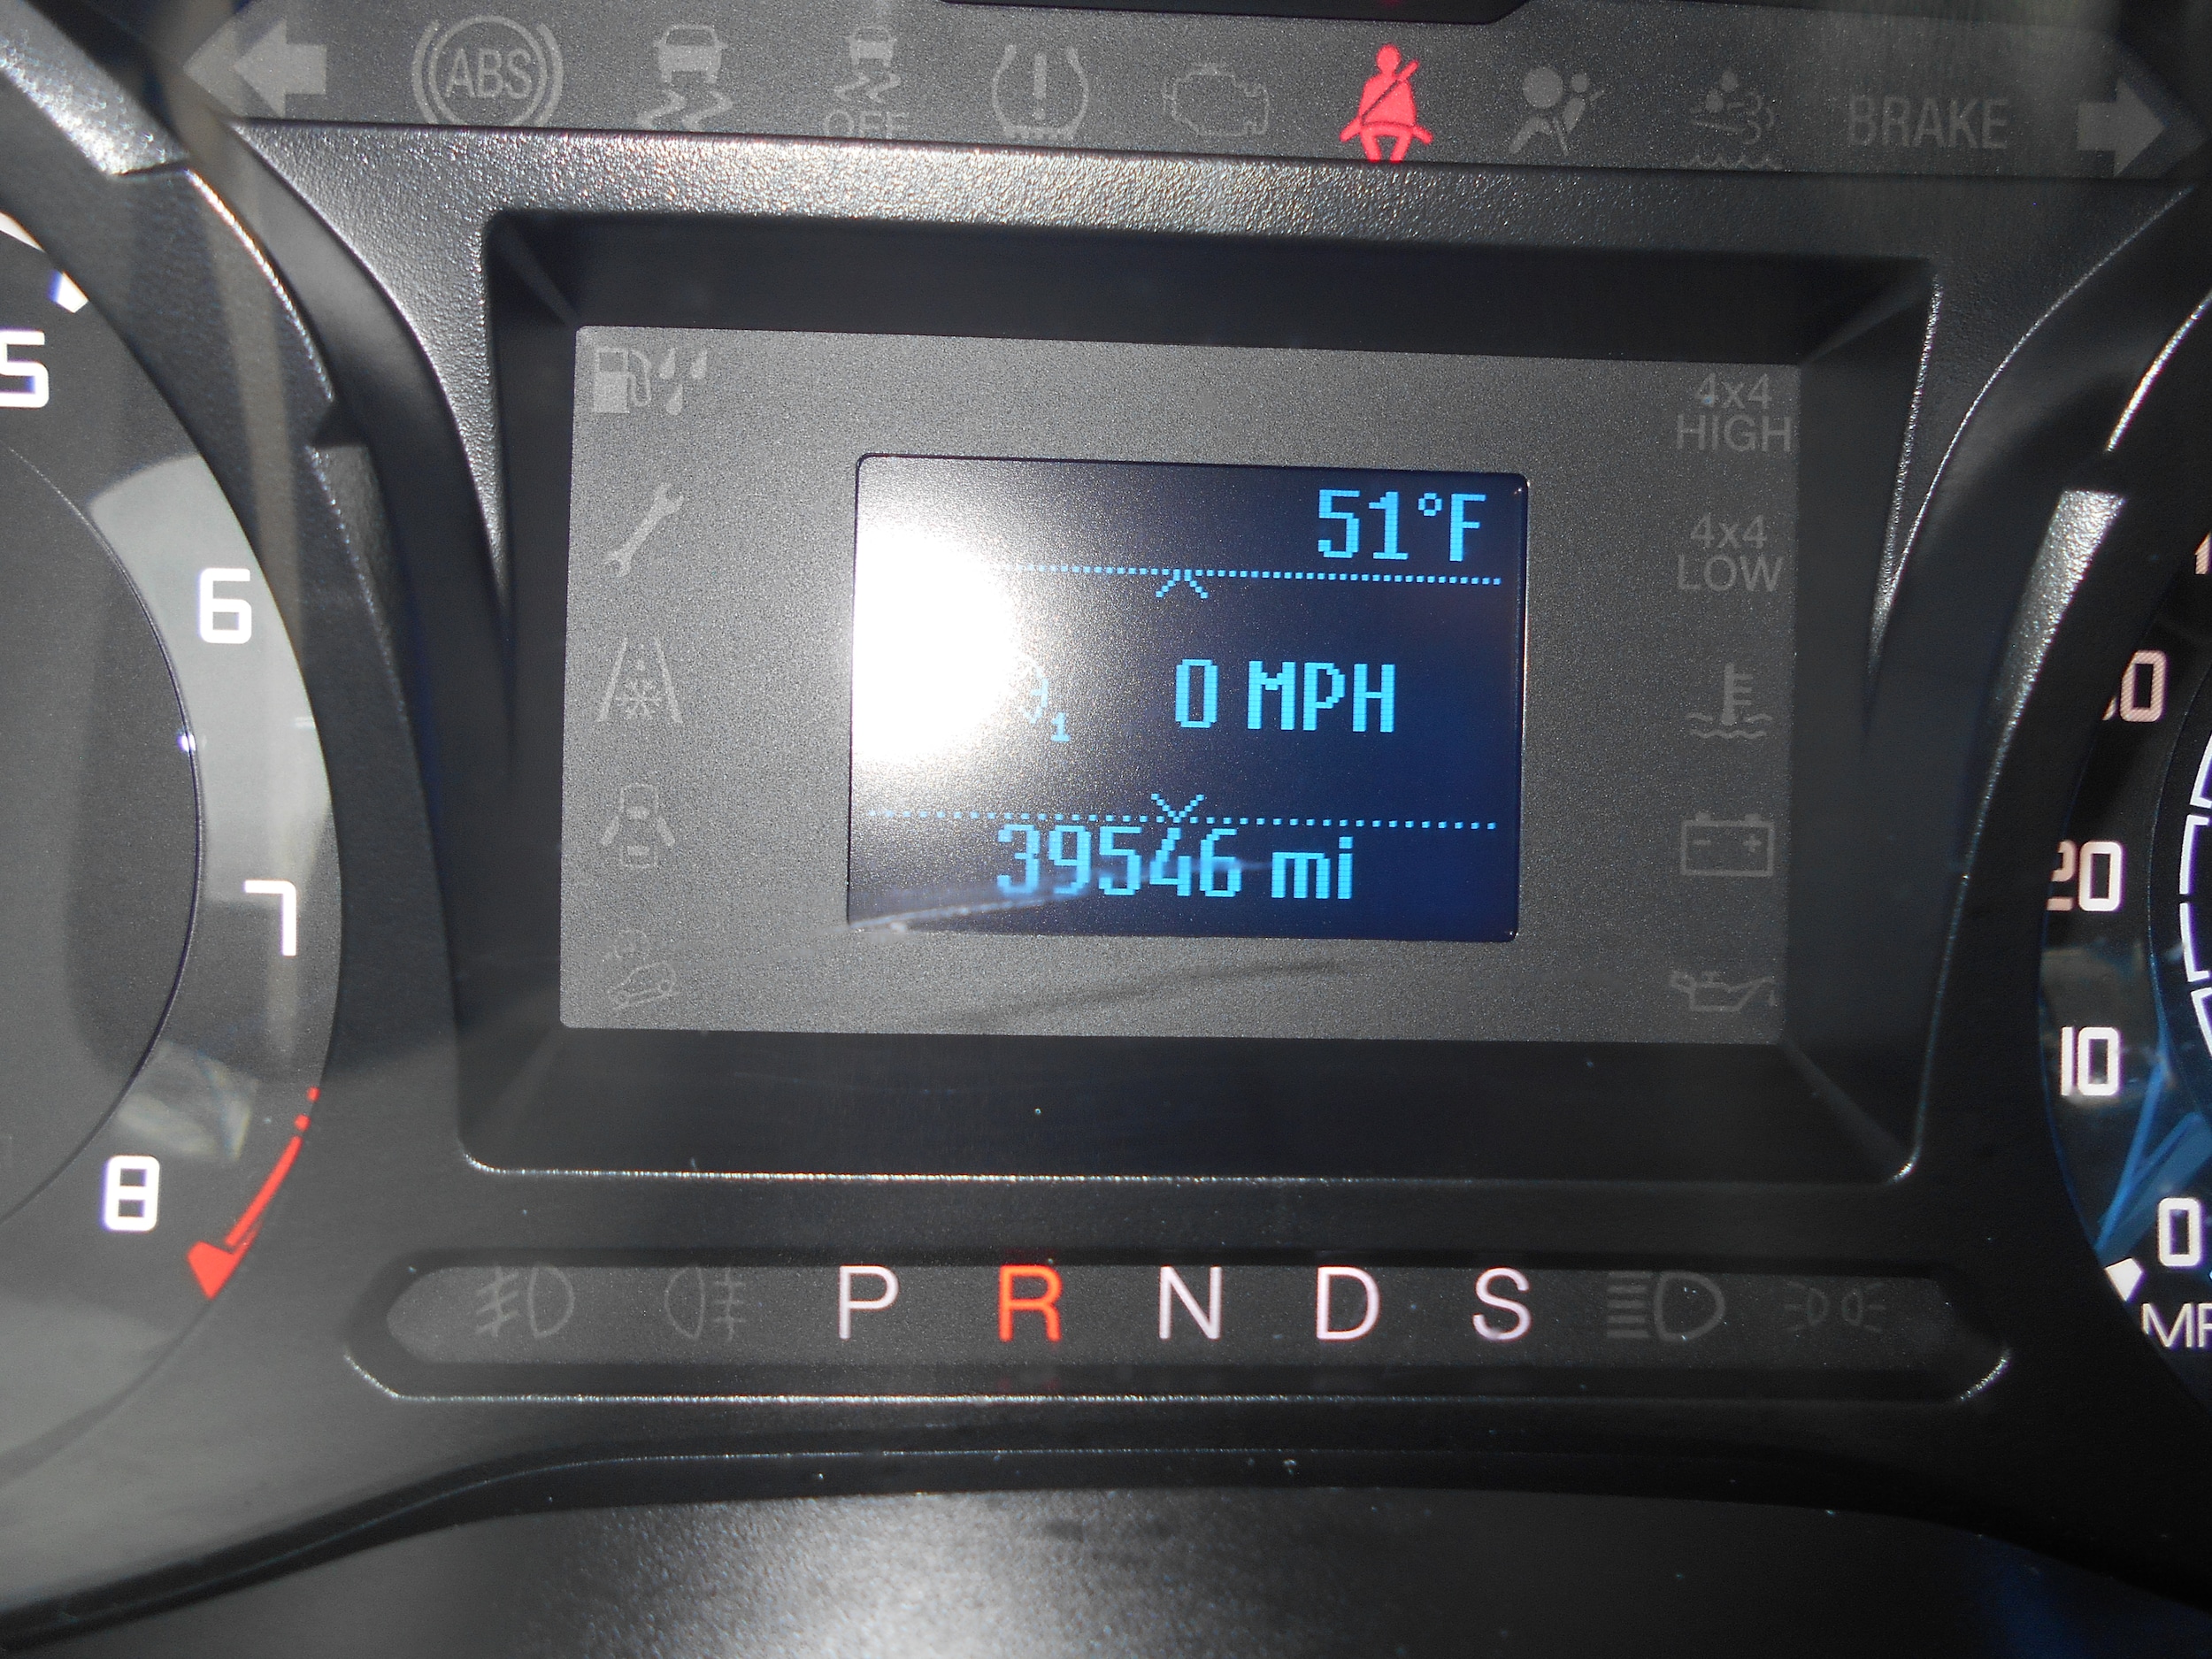 ABS
OFF
BRAKE
5
6
7
8
4x4
HIGH
4x4
LOW
51°F
1 0 MPH
39546 mi
P R N D S
20
10
0